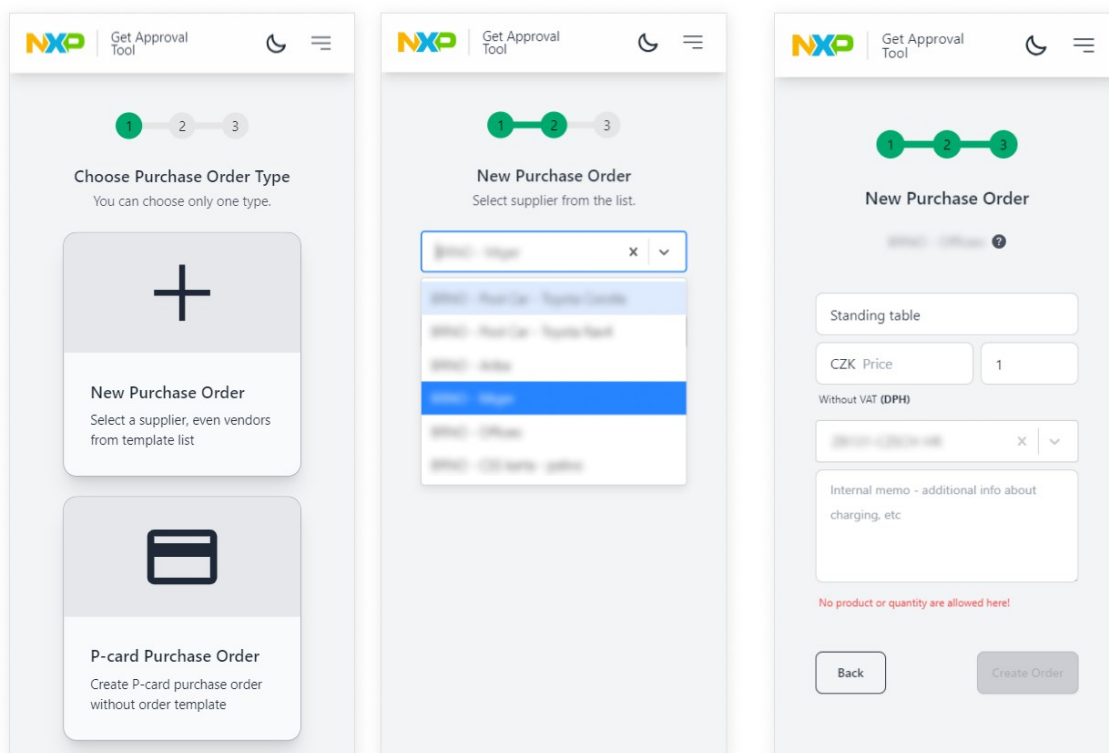 NXP
Get Approval
Tool
1
2
3
Choose Purchase Order Type
You can choose only one type.
New Purchase Order
Select a supplier, even vendors
from template list
P-card Purchase Order
Create P-card purchase order
without order template
NXP
Get Approval
Tool
1
2
3
New Purchase Order
Select supplier from the list.
NXP
Get Approval
Tool
1
2
3
New Purchase Order
?
Standing table
CZK Price
1
Without VAT (DPH)
Internal memo - additional info about
charging, etc
No product or quantity are allowed here!
Back
Create Order